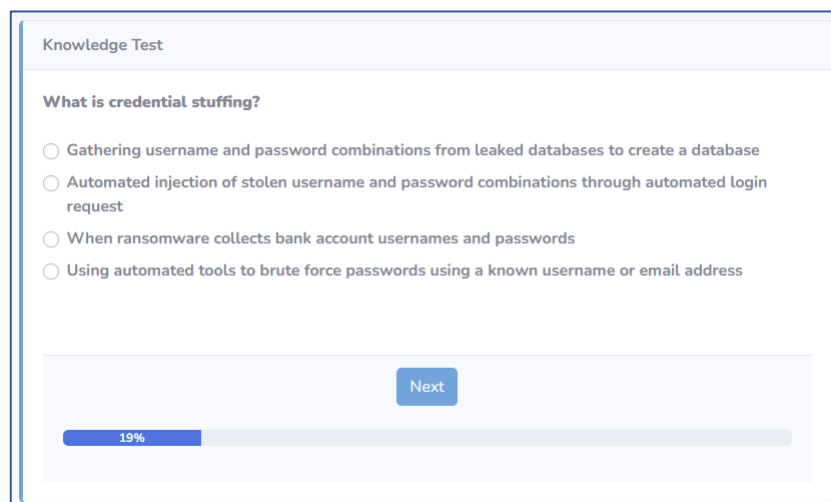 Knowledge Test
What is credential stuffing?
Gathering username and password combinations from leaked databases to create a database
Automated injection of stolen username and password combinations through automated login
request
When ransomware collects bank account usernames and passwords
Using automated tools to brute force passwords using a known username or email address
Next
19%